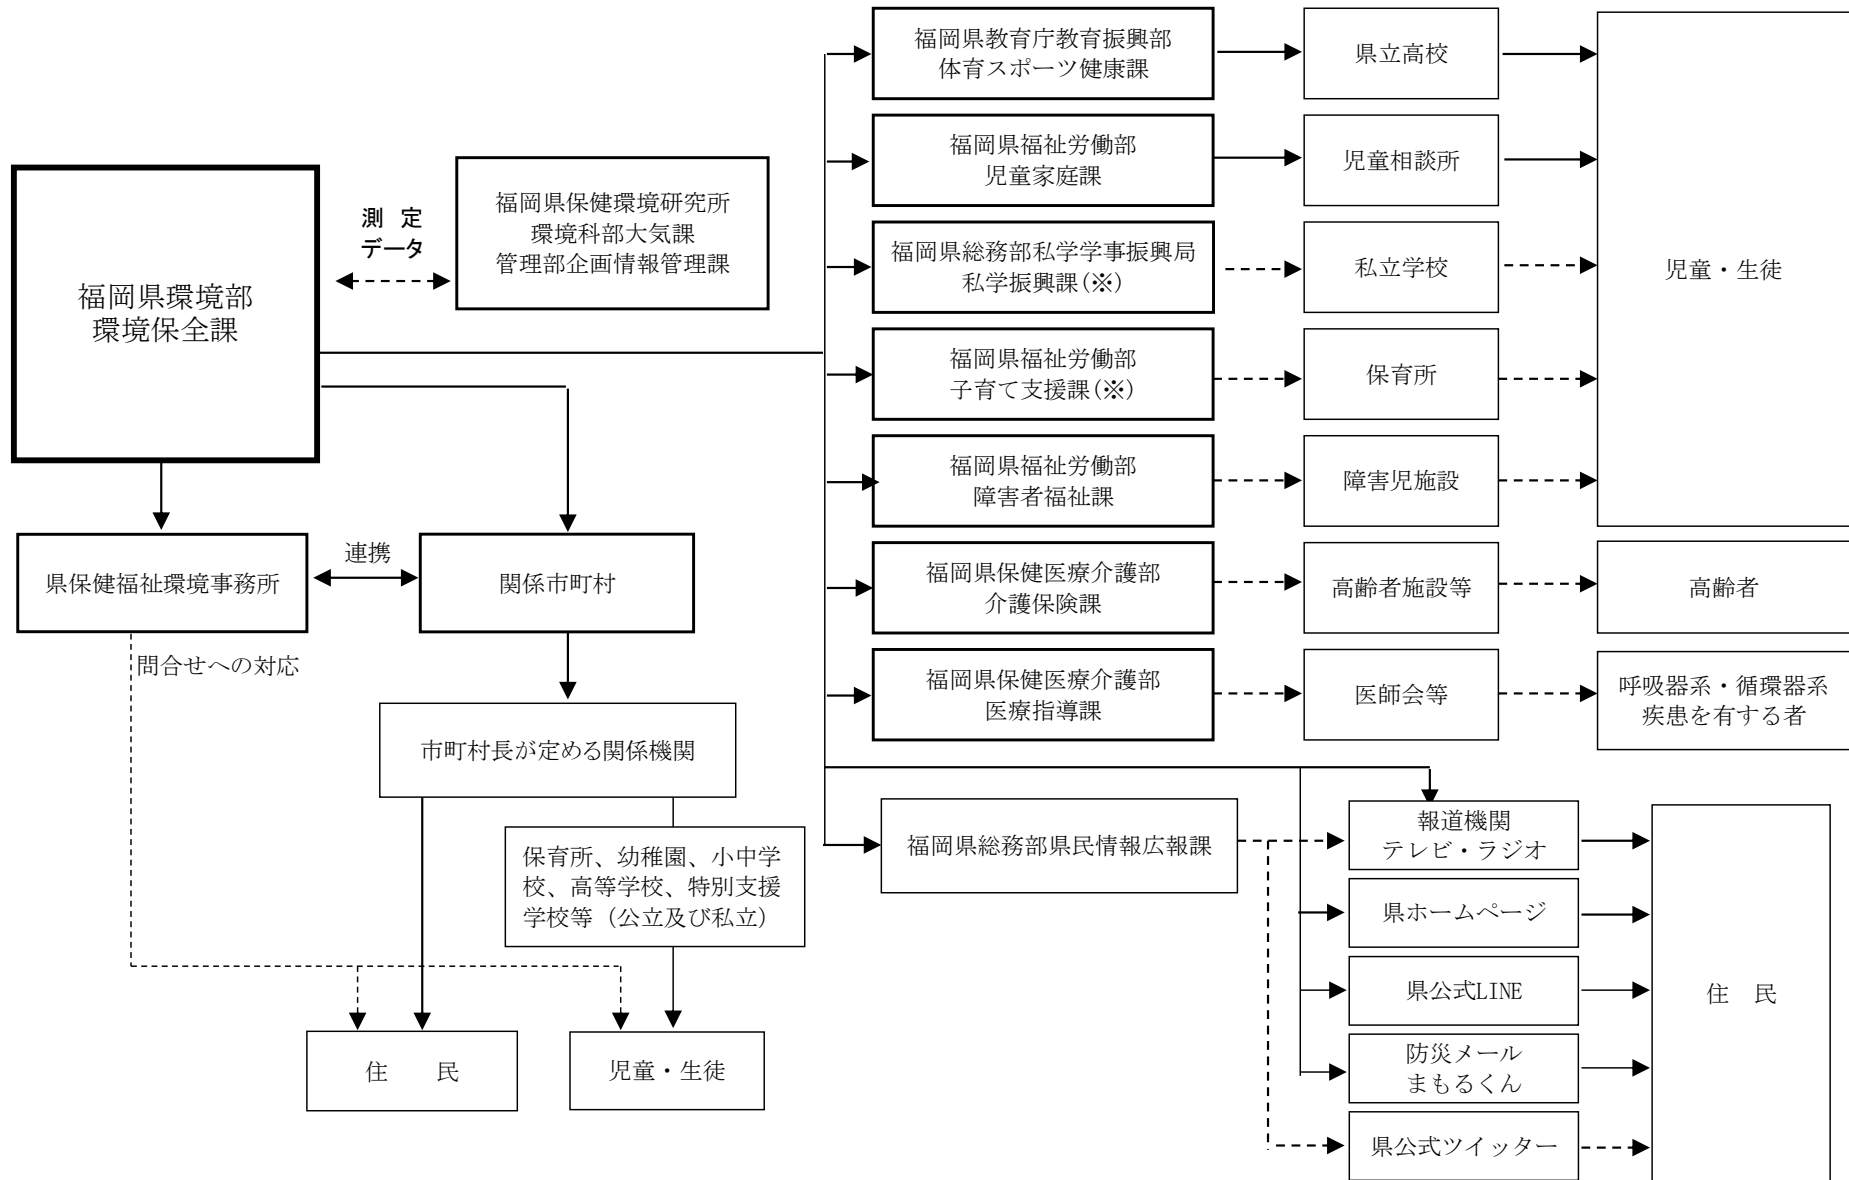 福岡県環境部
環境保全課
測 定
データ
福岡県保健環境研究所
環境科部大気課
管理部企画情報管理課
県保健福祉環境事務所
連携
関係市町村
問合せへの対応
市町村長が定める関係機関
保育所、幼稚園、小中学
校、高等学校、特別支援
学校等（公立及び私立）
住　　民
児童・生徒
福岡県教育庁教育振興部
体育スポーツ健康課
県立高校
福岡県福祉労働部
児童家庭課
児童相談所
福岡県総務部私学学事振興局
私学振興課(※)
私立学校
福岡県福祉労働部
子育て支援課(※)
保育所
福岡県福祉労働部
障害者福祉課
障害児施設
児童・生徒
福岡県保健医療介護部
介護保険課
高齢者施設等
高齢者
福岡県保健医療介護部
医療指導課
医師会等
呼吸器系・循環器系
疾患を有する者
福岡県総務部県民情報広報課
報道機関
テレビ・ラジオ
県ホームページ
県公式LINE
防災メール
まもるくん
県公式ツイッター
住　民